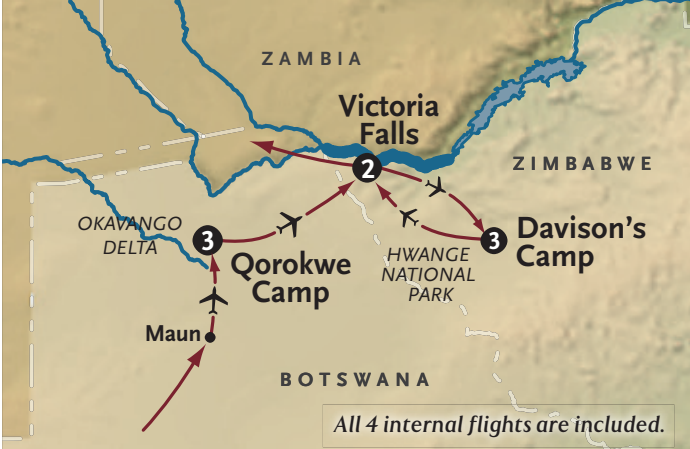 ZAMBIA
Victoria
Falls
2
ZIMBABWE
OKAVANGO
DELTA
3
Qorokwe
Camp
HWANGE
NATIONAL
PARK
3
Davison's
Camp
Maun
BOTSWANA
All 4 internal flights are included.